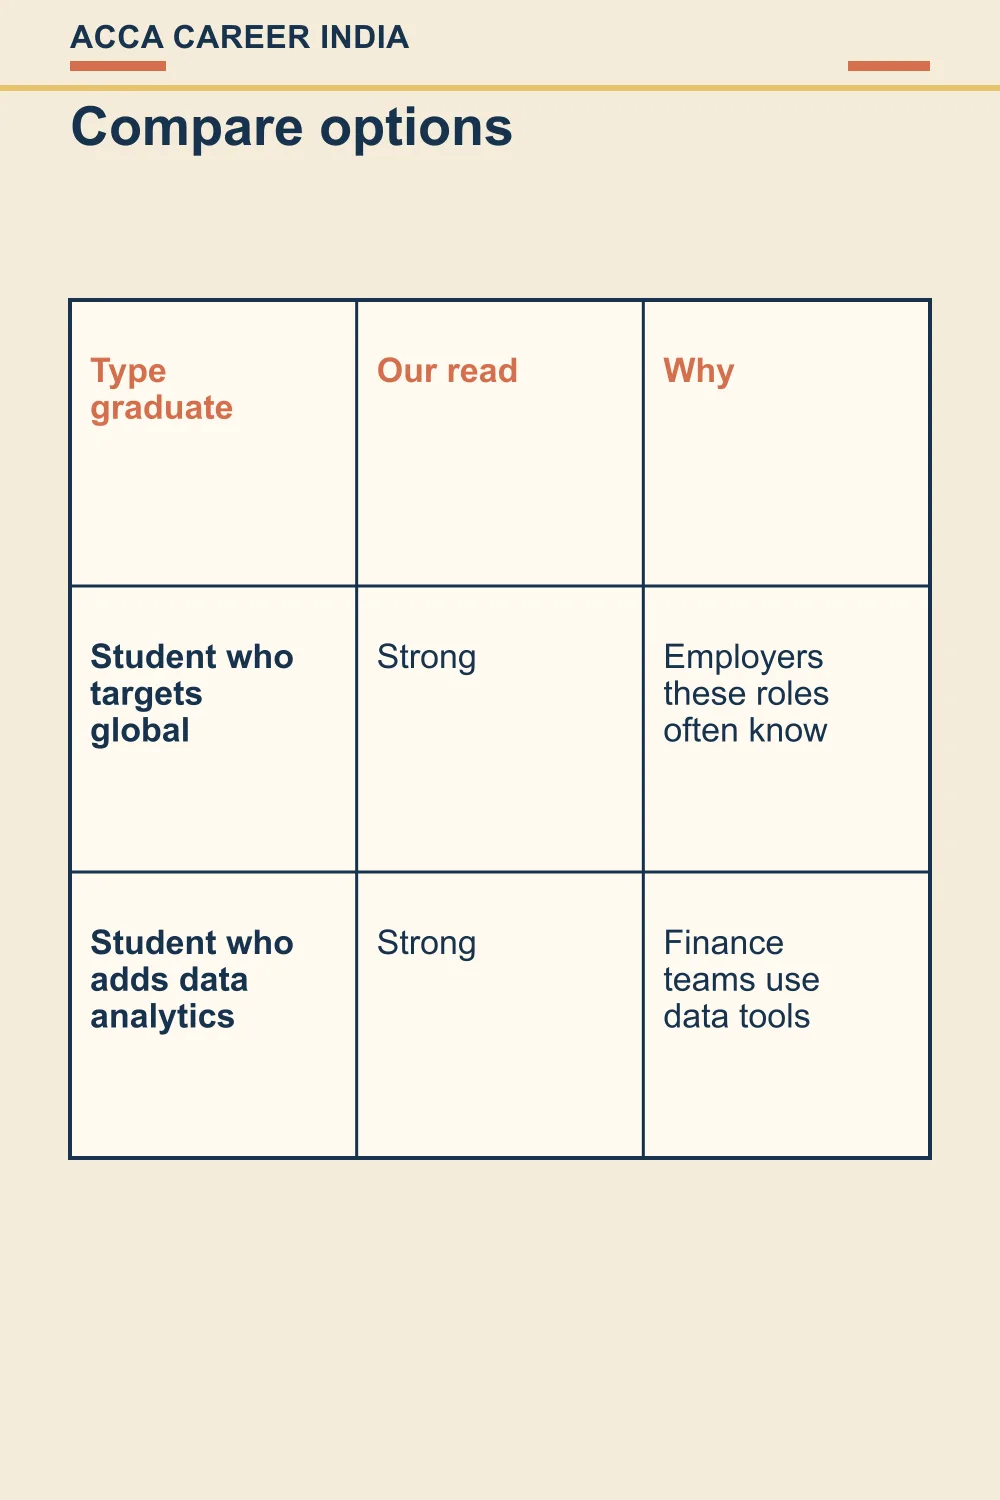 ACCA CAREER INDIA
Compare options
Type
graduate
Our read
Why
Student who
targets
global
Strong
Employers
these roles
often know
Student who
adds data
analytics
Strong
Finance
teams use
data tools